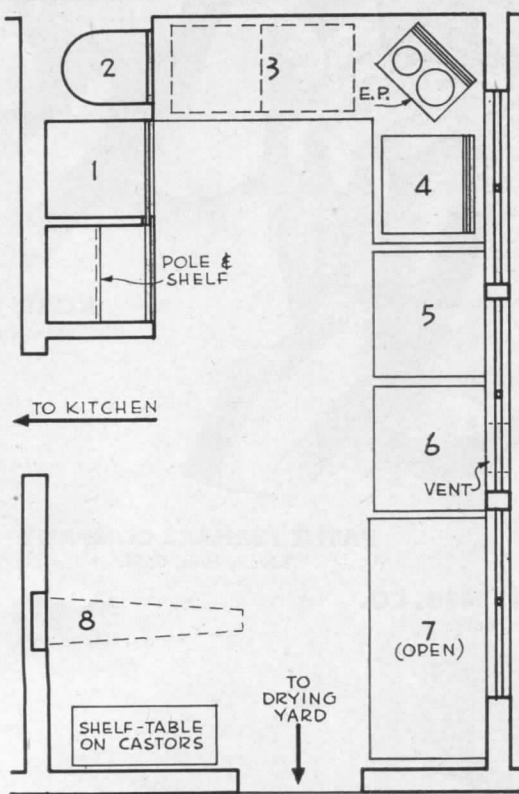 2
3
E.P.
1
4
POLE &
SHELF
5
TO KITCHEN
6
VENT
8
7
(OPEN)
TO
DRYING
YARD
SHELF-TABLE
ON CASTORS